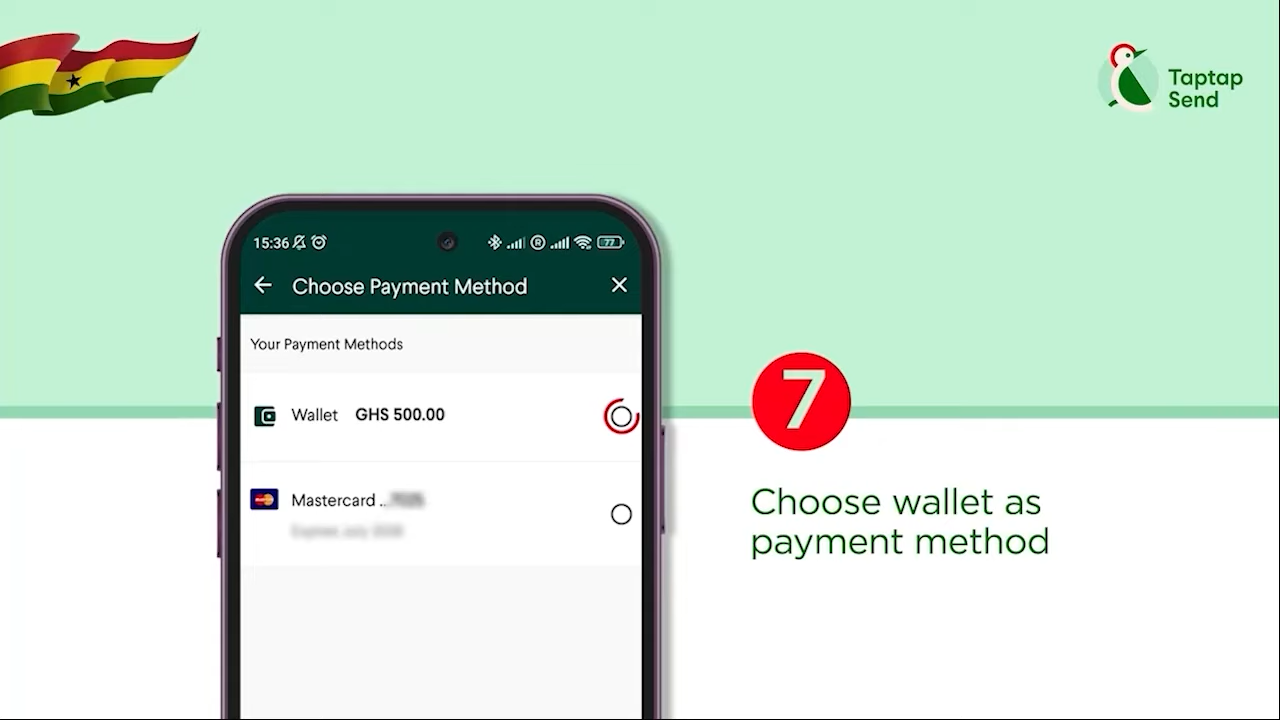 Taptap
Send
15:36
R
77
Choose Payment Method
Your Payment Methods
Wallet GHS 500.00
Mastercard ..
7
Choose wallet as
payment method